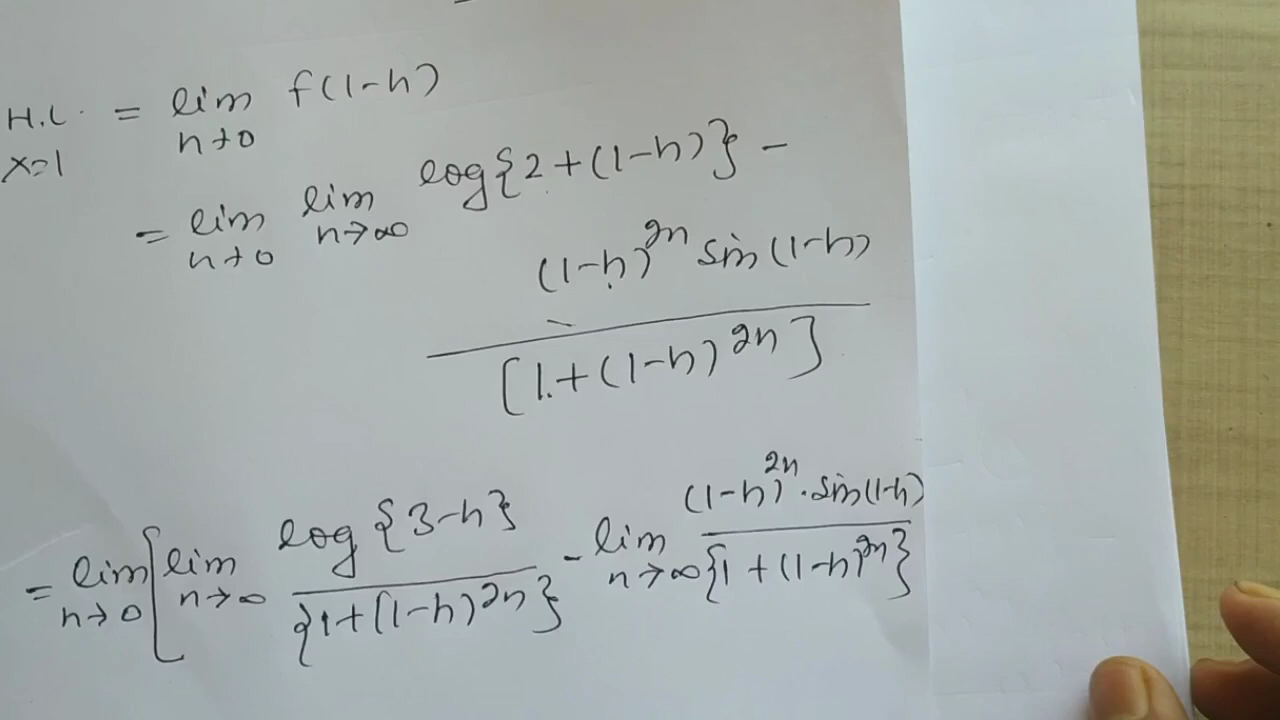 H.L. = lim f(1-h)
x=1 h→0
= lim lim log{2+(1-h)} -
h→0 n→∞
(1-h)^2n sin(1-h)
[1+(1-h)^2n]
= lim [lim log{3-h} - lim (1-h)^2n . sin(1-h)
h→0 n→∞ {1+(1-h)^2n} n→∞ {1+(1-h)^2n}